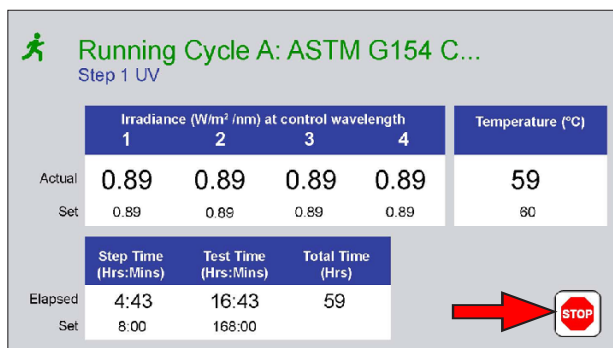 Running Cycle A: ASTM G154 C...
Step 1 UV
Irradiance (W/m² /nm) at control wavelength
Temperature (°C)
1 2 3 4
Actual 0.89 0.89 0.89 0.89 59
Set 0.89 0.89 0.89 0.89 60
Step Time Test Time Total Time
(Hrs:Mins) (Hrs:Mins) (Hrs)
Elapsed 4:43 16:43 59
Set 8:00 168:00
STOP